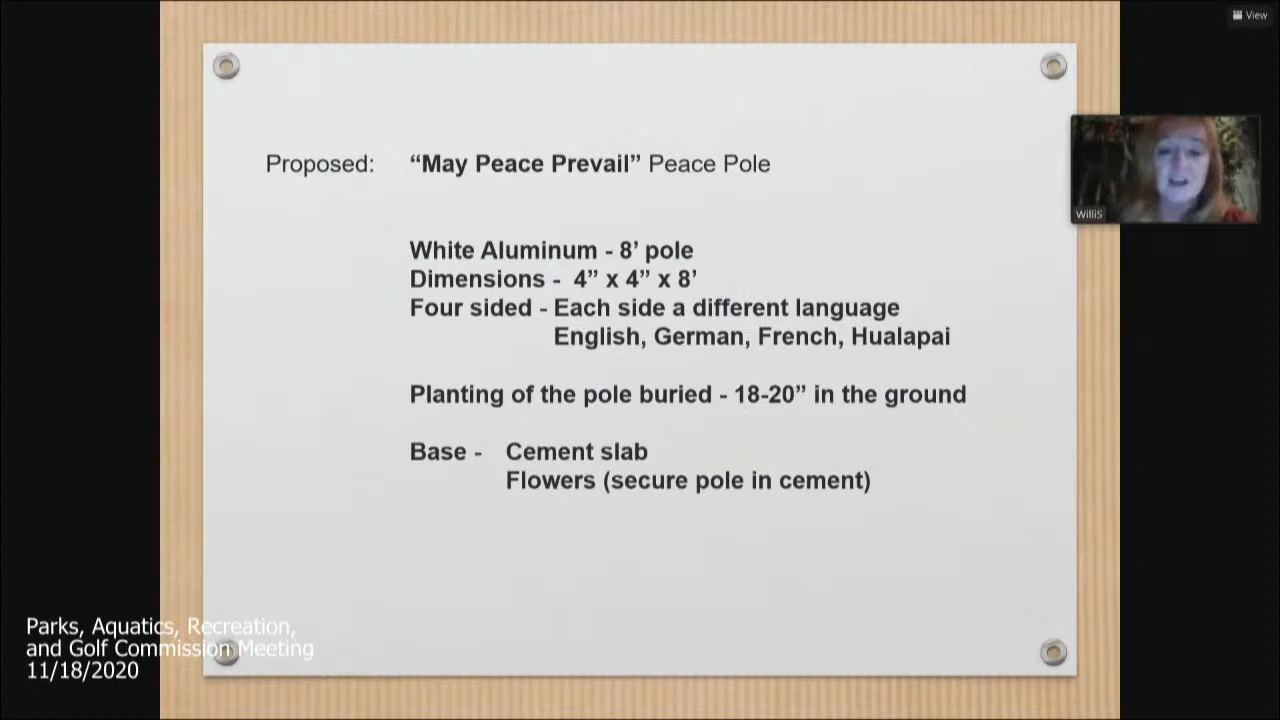 View
Proposed: “May Peace Prevail” Peace Pole
White Aluminum - 8’ pole
Dimensions - 4” x 4” x 8’
Four sided - Each side a different language
English, German, French, Hualapai
Planting of the pole buried - 18-20” in the ground
Base - Cement slab
Flowers (secure pole in cement)
WilliS
Parks, Aquatics, Recreation,
and Golf Commission Meeting
11/18/2020